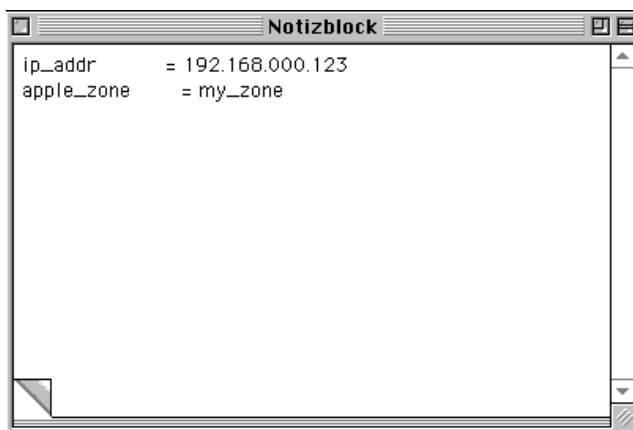 Notizblock
ip_addr = 192.168.000.123
apple_zone = my_zone